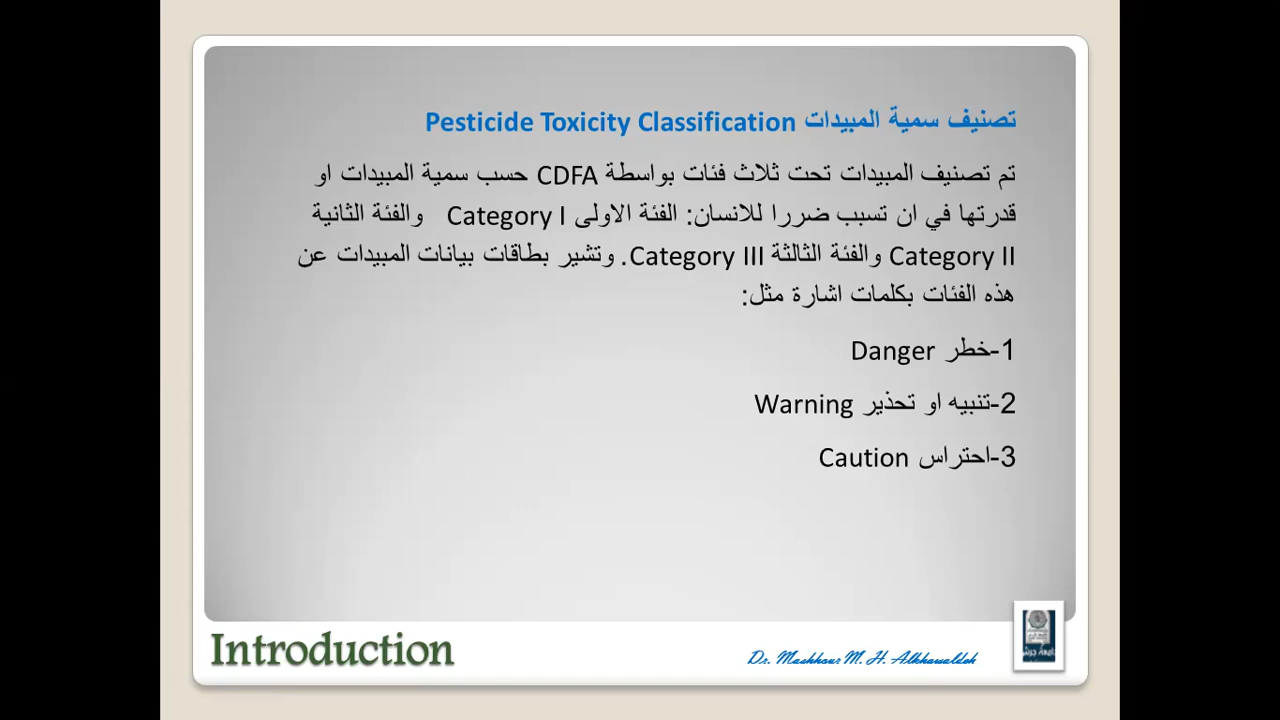 تصنيف سمية المبيدات Pesticide Toxicity Classification
تم تصنيف المبيدات تحت ثلاث فئات بواسطة CDFA حسب سمية المبيدات او
قدرتها في ان تسبب ضررا للانسان: الفئة الاولى Category I والفئة الثانية
Category II والفئة الثالثة Category III. وتشير بطاقات بيانات المبيدات عن
هذه الفئات بكلمات اشارة مثل:
1-خطر Danger
2-تنبيه او تحذير Warning
3-احتراس Caution
Introduction
Dr. Mashhour M. H. Alkhawaldeh